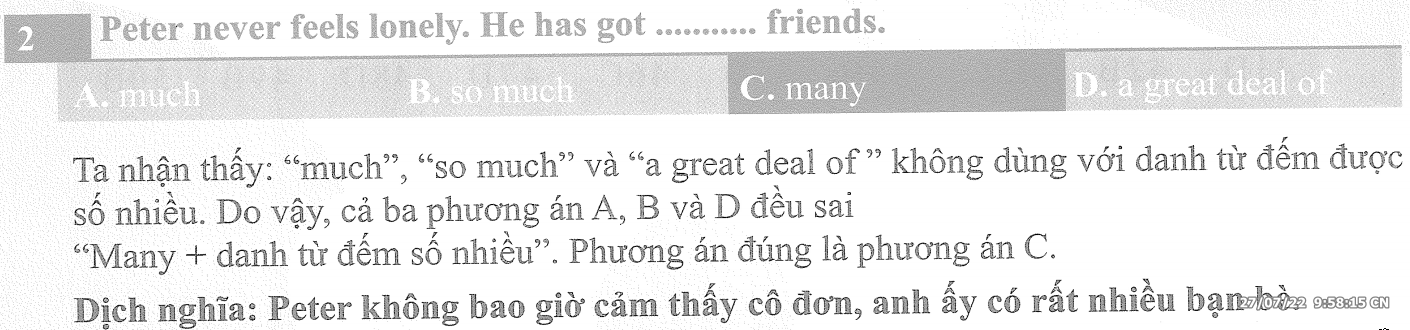 2 Peter never feels lonely. He has got ........... friends.
A. much B. so much C. many D. a great deal of
Ta nhận thấy: “much”, “so much” và “a great deal of ” không dùng với danh từ đếm được
số nhiều. Do vậy, cả ba phương án A, B và D đều sai
“Many + danh từ đếm số nhiều”. Phương án đúng là phương án C.
Dịch nghĩa: Peter không bao giờ cảm thấy cô đơn, anh ấy có rất nhiều bạn bè.
27/07/22 9:58:15 CN